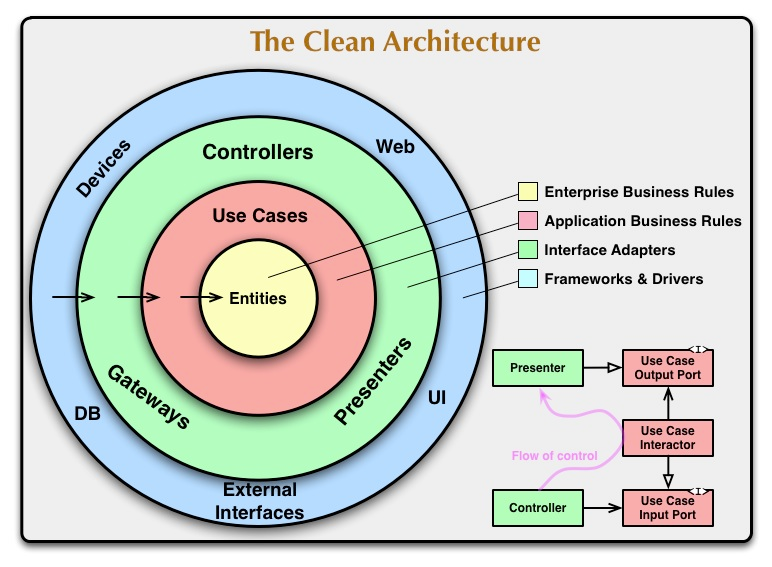 The Clean Architecture
Devices
Web
Controllers
Use Cases
Entities
Gateways
Presenters
DB
UI
External
Interfaces
Enterprise Business Rules
Application Business Rules
Interface Adapters
Frameworks & Drivers
Presenter
<I>
Use Case
Output Port
Use Case
Interactor
Flow of control
Controller
<I>
Use Case
Input Port